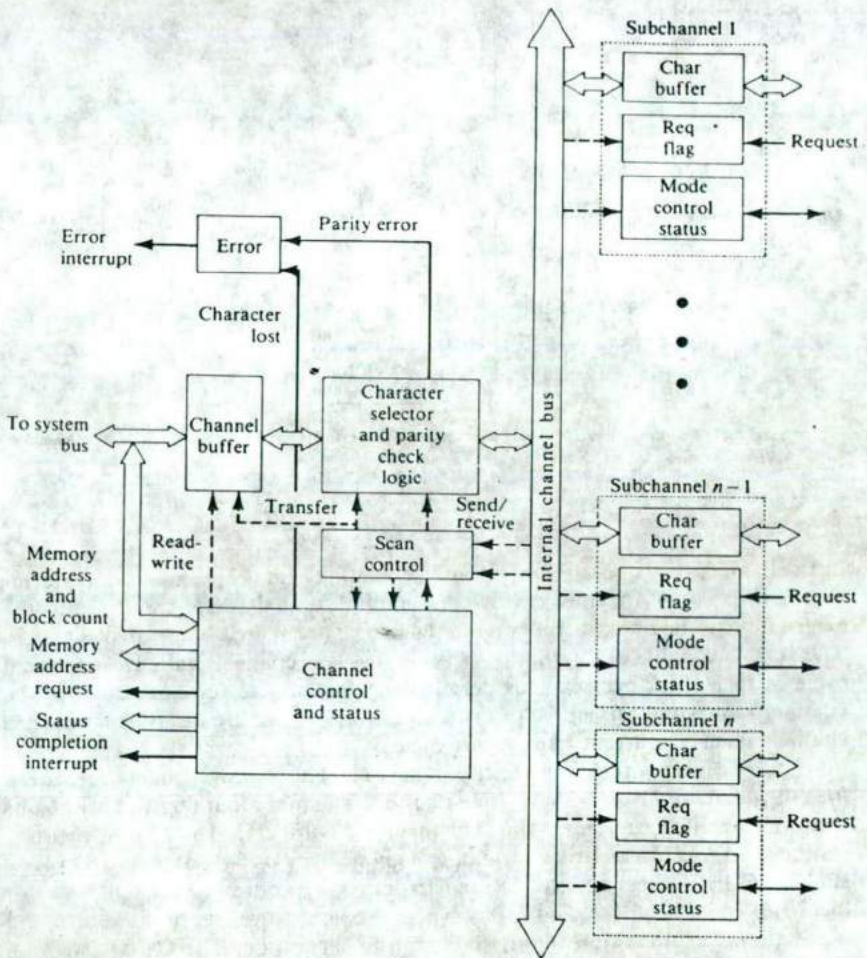 Subchannel 1
Char
buffer
Req
flag
Request
Mode
control
status
Parity error
Error
interrupt
Error
Character
lost
To system
bus
Channel
buffer
Character
selector
and parity
check
logic
Internal channel bus
Transfer
Send/
receive
Read-
write
Scan
control
Memory
address
and
block count
Memory
address
request
Status
completion
interrupt
Channel
control
and status
Subchannel n-1
Char
buffer
Req
flag
Request
Mode
control
status
Subchannel n
Char
buffer
Req
flag
Request
Mode
control
status